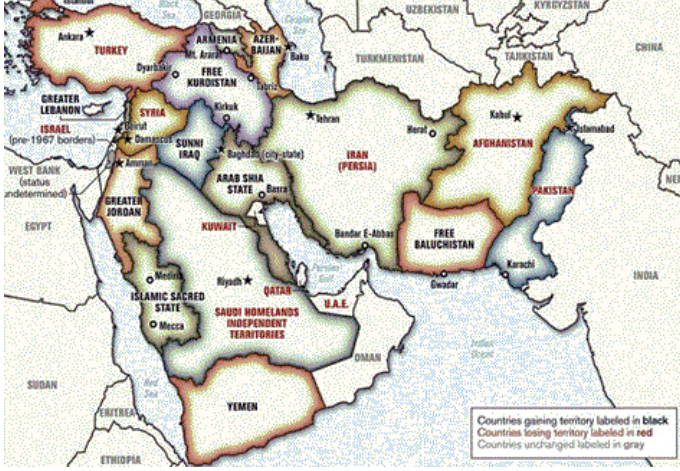 Istanbul
Black
Sea
GEORGIA
Caspian
Sea
UZBEKISTAN
KYRGYZSTAN
Ankara
TURKEY
ARMENIA
Mt. Ararat
AZER-
BAIJAN
Baku
TURKMENISTAN
TAJIKISTAN
CHINA
Diyarbakir
FREE
KURDISTAN
Tabriz
GREATER
LEBANON
SYRIA
Kirkuk
Tehran
Herat
Kabul
AFGHANISTAN
Islamabad
ISRAEL
(pre-1967 borders)
Beirut
Damascus
SUNNI
IRAQ
Baghdad (city-state)
IRAN
(PERSIA)
WEST BANK
(status
undetermined)
Amman
ARAB SHIA
STATE
Basra
PAKISTAN
NE
GREATER
JORDAN
KUWAIT
Bandar E-Abbas
FREE
BALUCHISTAN
EGYPT
Persian
Gulf
Karachi
Gwadar
INDIA
Medina
ISLAMIC SACRED
STATE
Mecca
Riyadh
QATAR
U.A.E.
SAUDI HOMELANDS
INDEPENDENT
TERRITORIES
OMAN
Indian
Ocean
SUDAN
Red
Sea
YEMEN
ERITREA
ETHIOPIA
Countries gaining territory labeled in black
Countries losing territory labeled in red
Countries unchanged labeled in gray